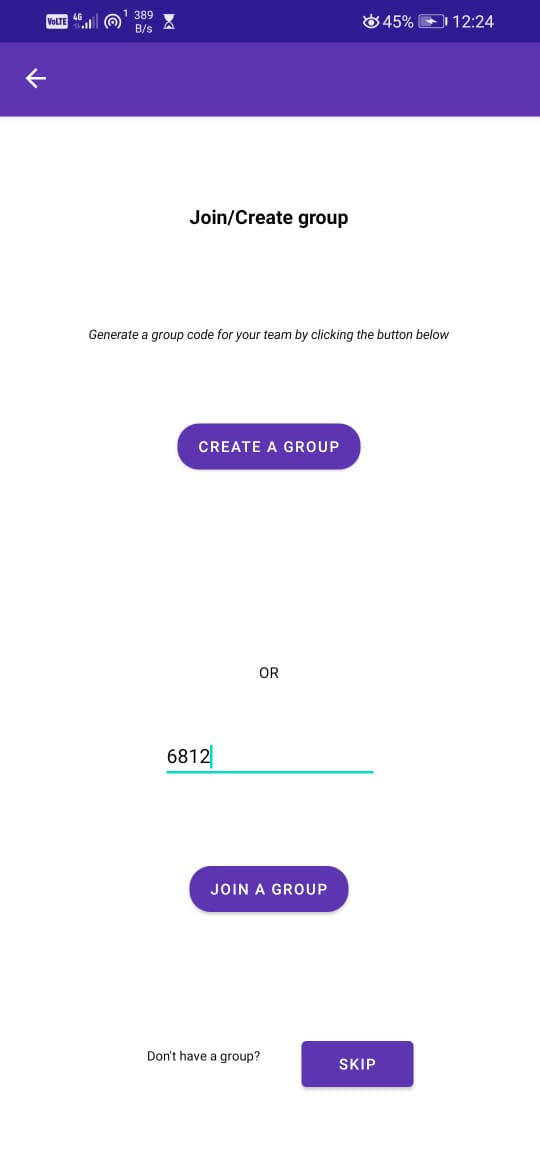 VoLTE 4G 1 389 B/s 45% 12:24
Join/Create group
Generate a group code for your team by clicking the button below
CREATE A GROUP
OR
6812
JOIN A GROUP
Don't have a group? SKIP